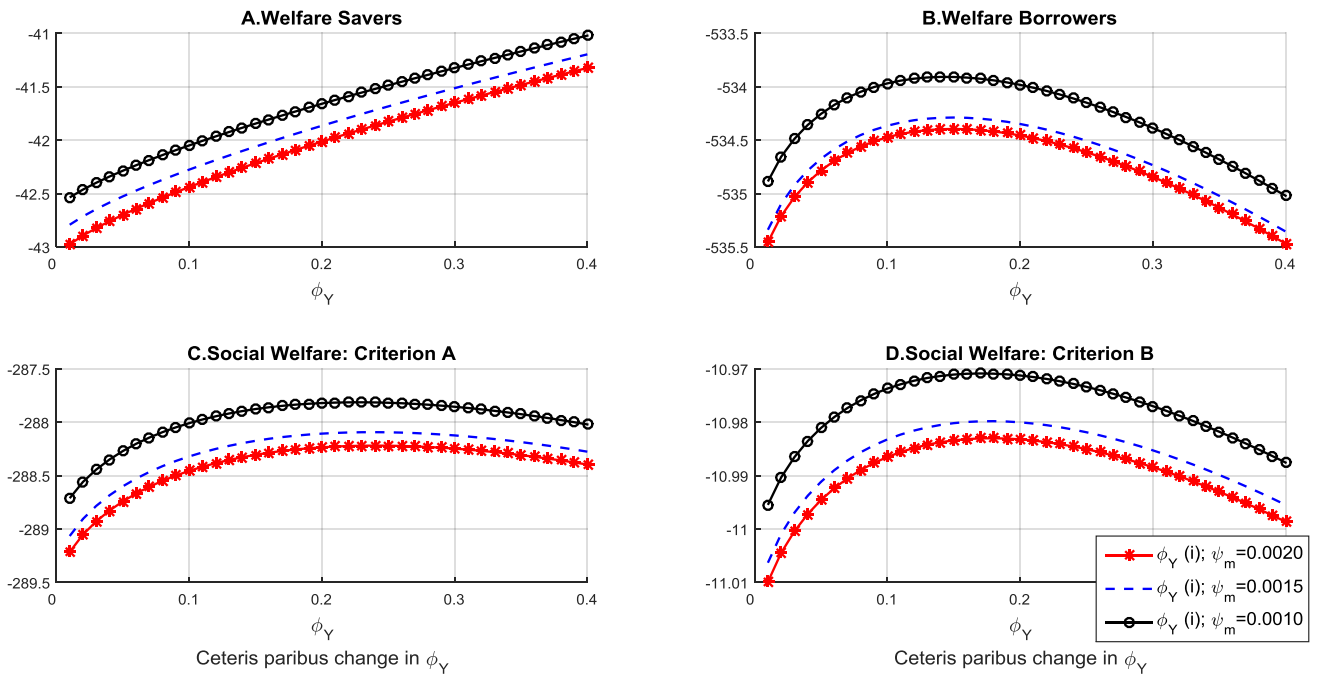 A.Welfare Savers
-41
-41.5
-42
-42.5
-43
0 0.1 0.2 0.3 0.4
ϕY
B.Welfare Borrowers
-533.5
-534
-534.5
-535
-535.5
0 0.1 0.2 0.3 0.4
ϕY
C.Social Welfare: Criterion A
-287.5
-288
-288.5
-289
-289.5
0 0.1 0.2 0.3 0.4
ϕY
Ceteris paribus change in ϕY
D.Social Welfare: Criterion B
-10.97
-10.98
-10.99
-11
-11.01
0 0.1 0.2
ϕY
Ceteris paribus change in ϕY
ϕY (i); ψm=0.0020
ϕY (i); ψm=0.0015
ϕY (i); ψm=0.0010